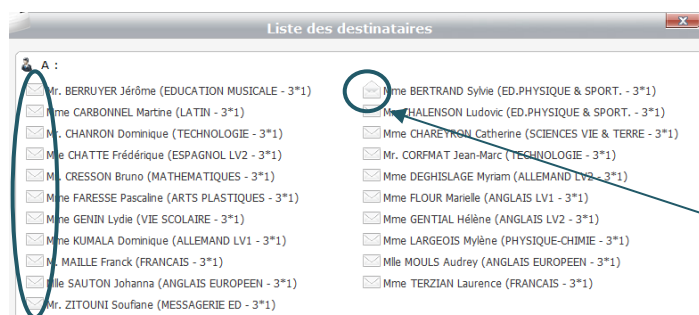 Liste des destinataires
x
A :
Mr. BERRUYER Jérôme (EDUCATION MUSICALE - 3*1)
Mme BERTRAND Sylvie (ED.PHYSIQUE & SPORT. - 3*1)
Mme CARBONNEL Martine (LATIN - 3*1)
CHALENSON Ludovic (ED.PHYSIQUE & SPORT. - 3*1)
Mr. CHANRON Dominique (TECHNOLOGIE - 3*1)
Mme CHAREYRON Catherine (SCIENCES VIE & TERRE - 3*1)
CHATTE Frédérique (ESPAGNOL LV2 - 3*1)
Mr. CORFMAT Jean-Marc (TECHNOLOGIE - 3*1)
CRESSON Bruno (MATHEMATIQUES - 3*1)
Mme DEGHISLAGE Myriam (ALLEMAND LV2 - 3*1)
Mme FARESSE Pascaline (ARTS PLASTIQUES - 3*1)
Mme FLOUR Marielle (ANGLAIS LV1 - 3*1)
Mme GENIN Lydie (VIE SCOLAIRE - 3*1)
Mme GENTIAL Hélène (ANGLAIS LV2 - 3*1)
Mme KUMALA Dominique (ALLEMAND LV1 - 3*1)
Mme LARGEOIS Mylène (PHYSIQUE-CHIMIE - 3*1)
MAILLE Franck (FRANCAIS - 3*1)
Mlle MOULS Audrey (ANGLAIS EUROPEEN - 3*1)
Mlle SAUTON Johanna (ANGLAIS EUROPEEN - 3*1)
Mme TERZIAN Laurence (FRANCAIS - 3*1)
Mr. ZITOUNI Soufiane (MESSAGERIE ED - 3*1)